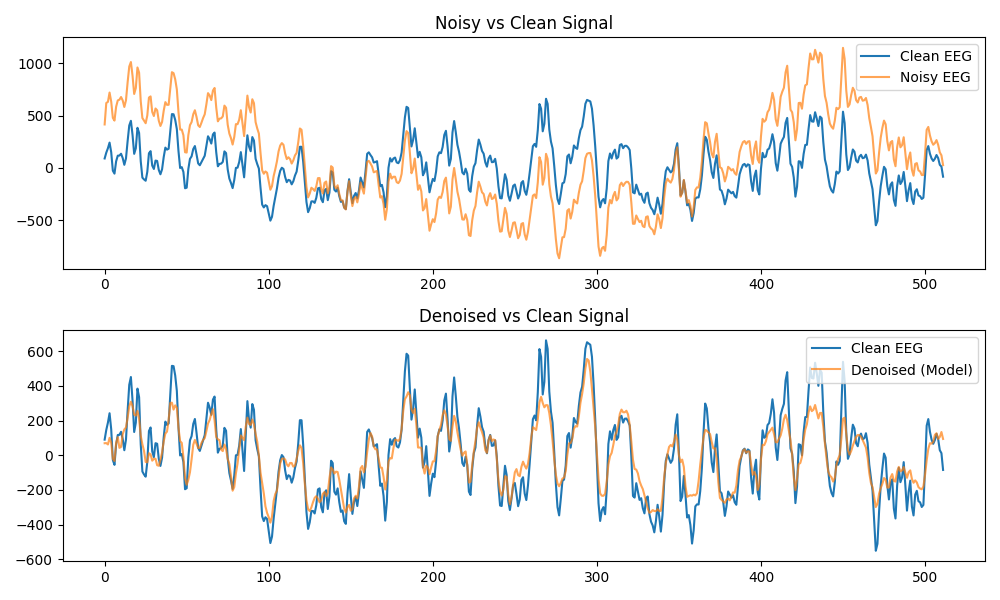 Noisy vs Clean Signal
Clean EEG
Noisy EEG
1000
500
0
−500
0 100 200 300 400 500
Denoised vs Clean Signal
Clean EEG
Denoised (Model)
600
400
200
0
−200
−400
−600
0 100 200 300 400 500